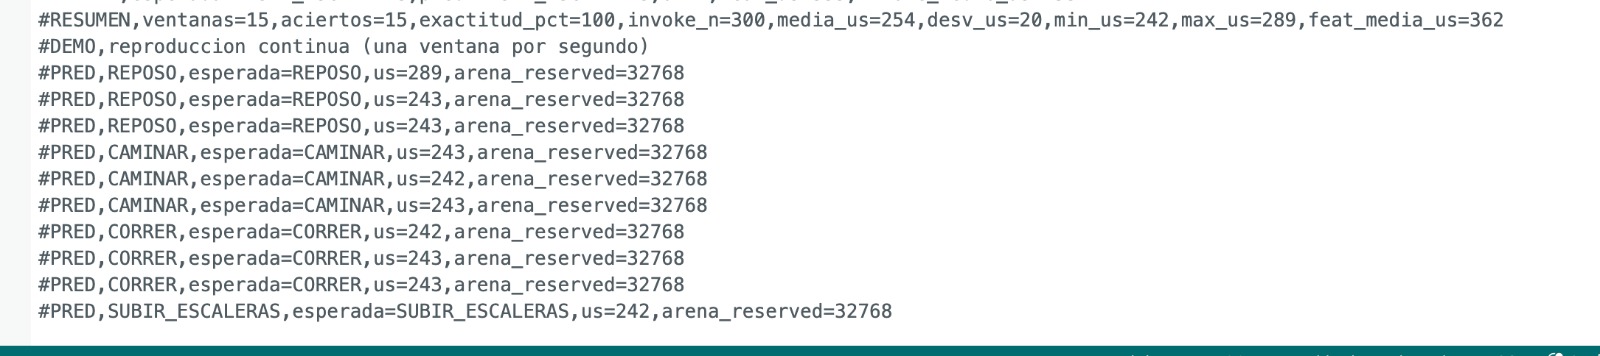 #RESUMEN,ventanas=15,aciertos=15,exactitud_pct=100,invoke_n=300,media_us=254,desv_us=20,min_us=242,max_us=289,feat_media_us=362
#DEMO,reproduccion continua (una ventana por segundo)
#PRED,REPOSO,esperada=REPOSO,us=289,arena_reserved=32768
#PRED,REPOSO,esperada=REPOSO,us=243,arena_reserved=32768
#PRED,REPOSO,esperada=REPOSO,us=243,arena_reserved=32768
#PRED,CAMINAR,esperada=CAMINAR,us=243,arena_reserved=32768
#PRED,CAMINAR,esperada=CAMINAR,us=242,arena_reserved=32768
#PRED,CAMINAR,esperada=CAMINAR,us=243,arena_reserved=32768
#PRED,CORRER,esperada=CORRER,us=242,arena_reserved=32768
#PRED,CORRER,esperada=CORRER,us=243,arena_reserved=32768
#PRED,CORRER,esperada=CORRER,us=243,arena_reserved=32768
#PRED,SUBIR_ESCALERAS,esperada=SUBIR_ESCALERAS,us=242,arena_reserved=32768